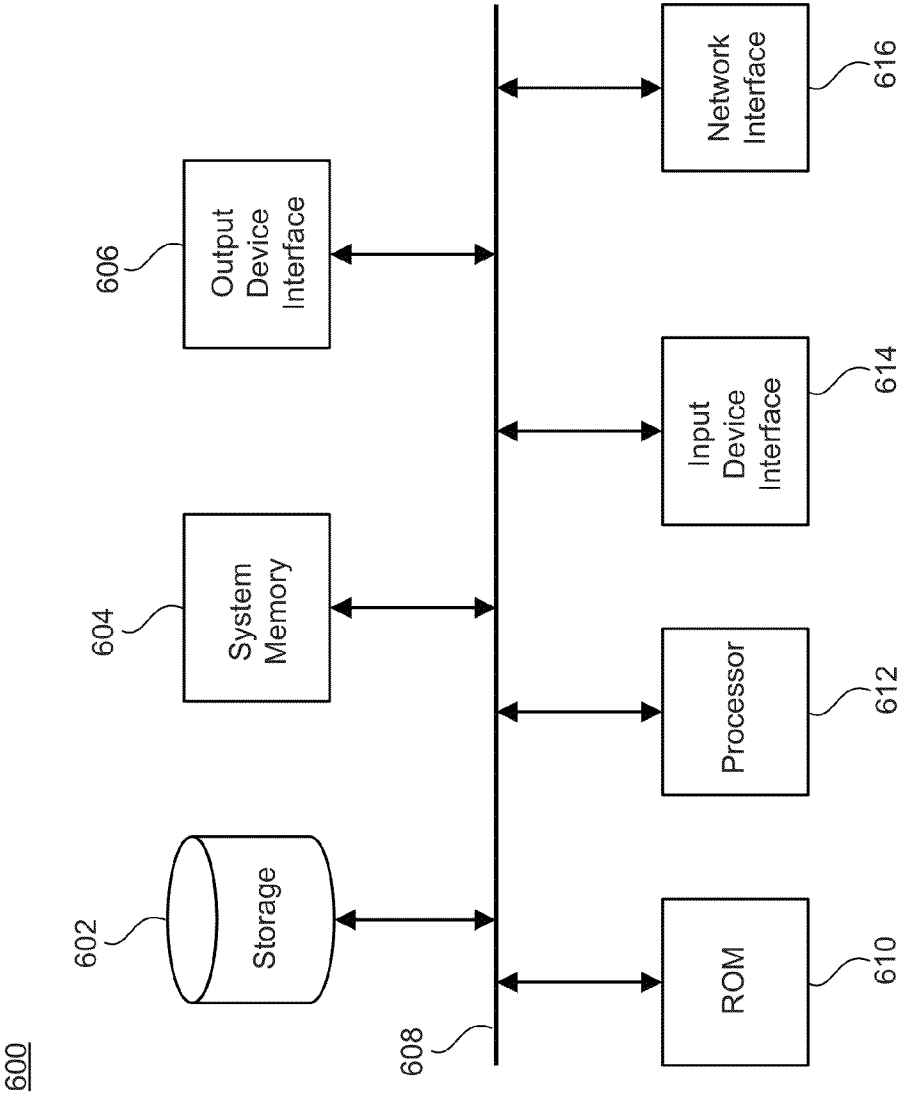 600
602
Storage
604
System
Memory
606
Output
Device
Interface
608
610
ROM
612
Processor
614
Input
Device
Interface
616
Network
Interface